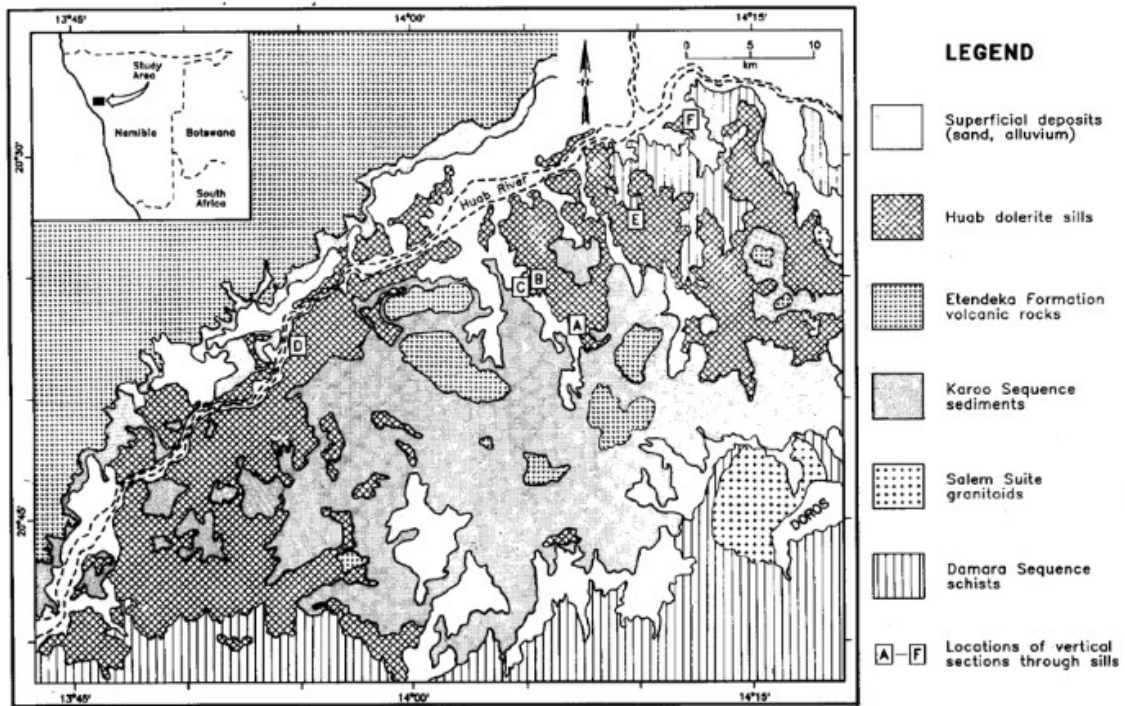 13°45'
14°00'
14°15'
Study
Area
Namibia
Botswana
South
Africa
0 5 10
km
N
20°30'
Huab River
F
E
C B
A
D
20°45'
DOROS
13°45'
14°00'
14°15'
LEGEND
Superficial deposits
(sand, alluvium)
Huab dolerite sills
Etendeka Formation
volcanic rocks
Karoo Sequence
sediments
Salem Suite
granitoids
Damara Sequence
schists
A – F
Locations of vertical
sections through sills